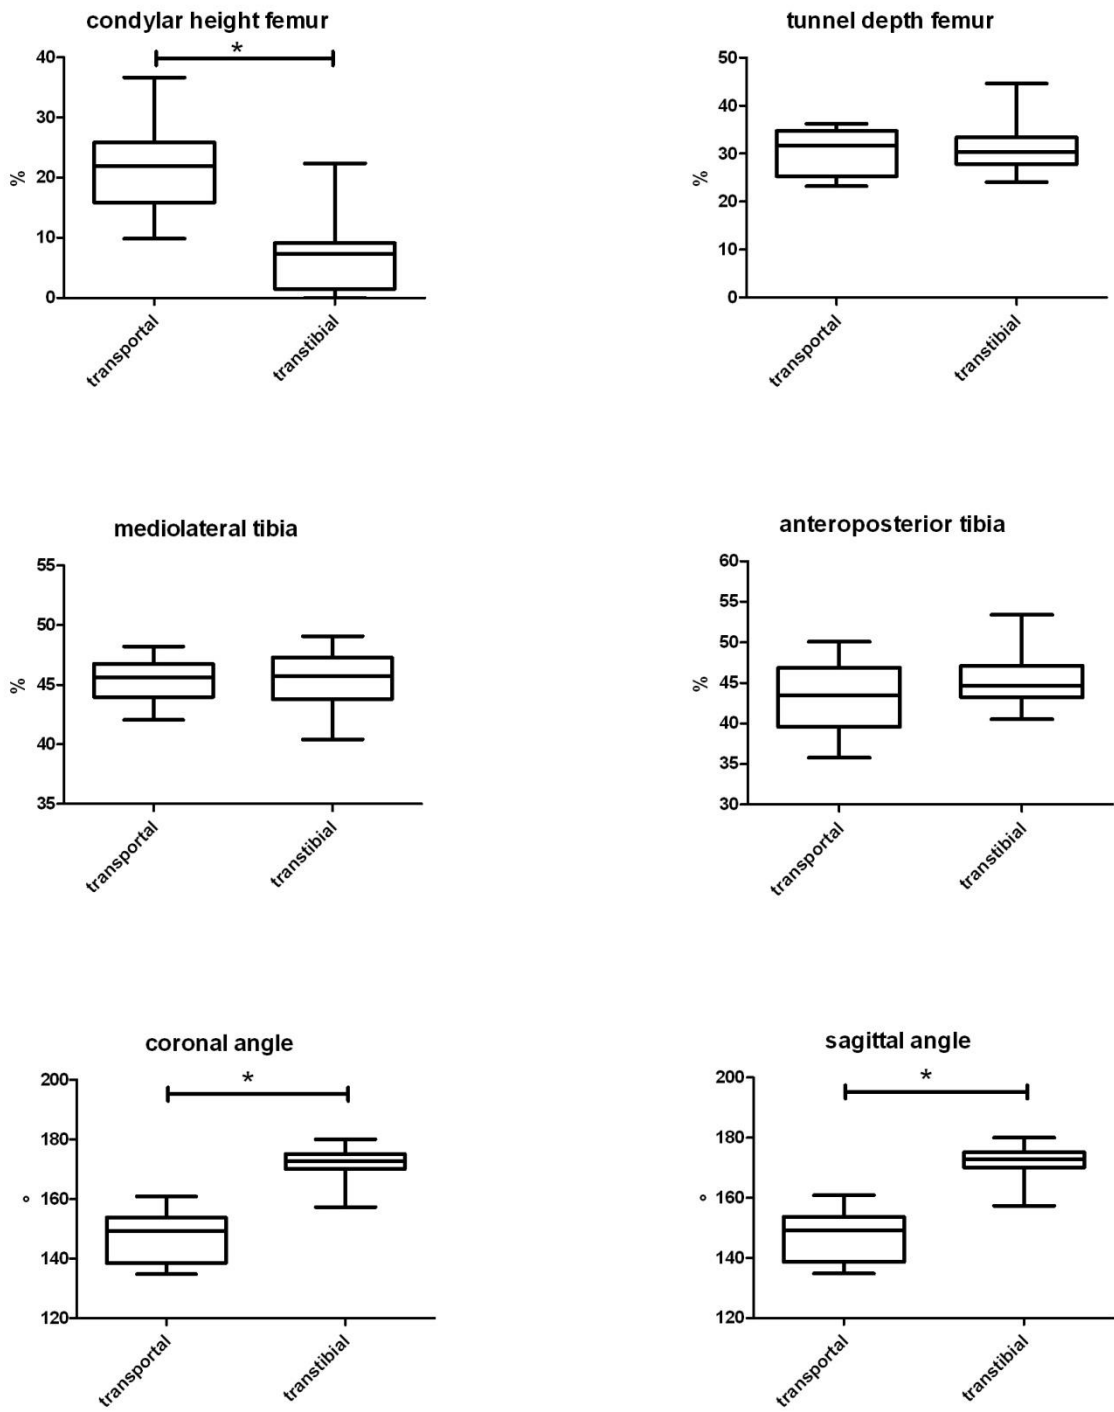 condylar height femur
*
40
30
20
10
0
%
transportal
transtibial
tunnel depth femur
50
40
30
20
10
0
%
transportal
transtibial
mediolateral tibia
55
50
45
40
35
%
transportal
transtibial
anteroposterior tibia
60
55
50
45
40
35
30
%
transportal
transtibial
coronal angle
*
200
180
160
140
120
°
transportal
transtibial
sagittal angle
*
200
180
160
140
120
°
transportal
transtibial